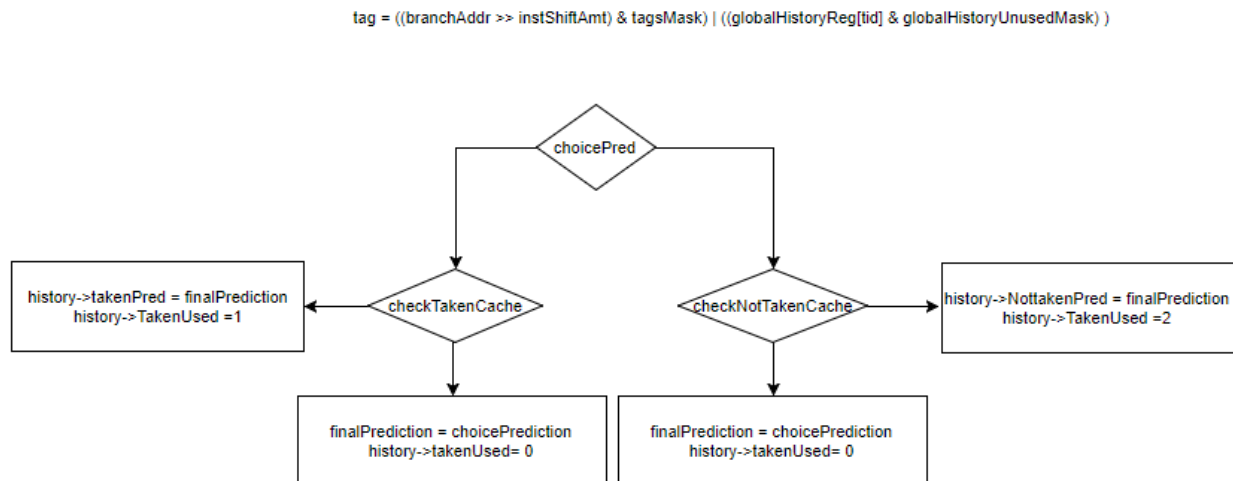 tag = ((branchAddr >> instShiftAmt) & tagsMask) | ((globalHistoryReg[tid] & globalHistoryUnusedMask) )
choicePred
history->takenPred = finalPrediction
history->TakenUsed =1
checkTakenCache
checkNotTakenCache
history->NottakenPred = finalPrediction
history->TakenUsed =2
finalPrediction = choicePrediction
history->takenUsed= 0
finalPrediction = choicePrediction
history->takenUsed= 0